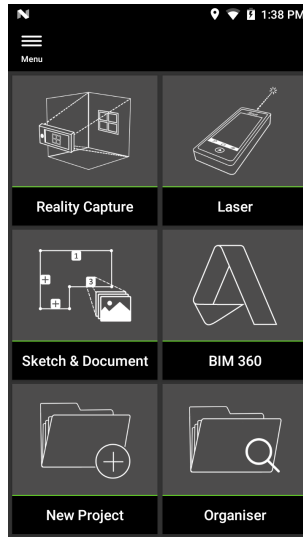 1:38 PM
Menu
Reality Capture
Laser
1
3
Sketch & Document
BIM 360
New Project
Organiser